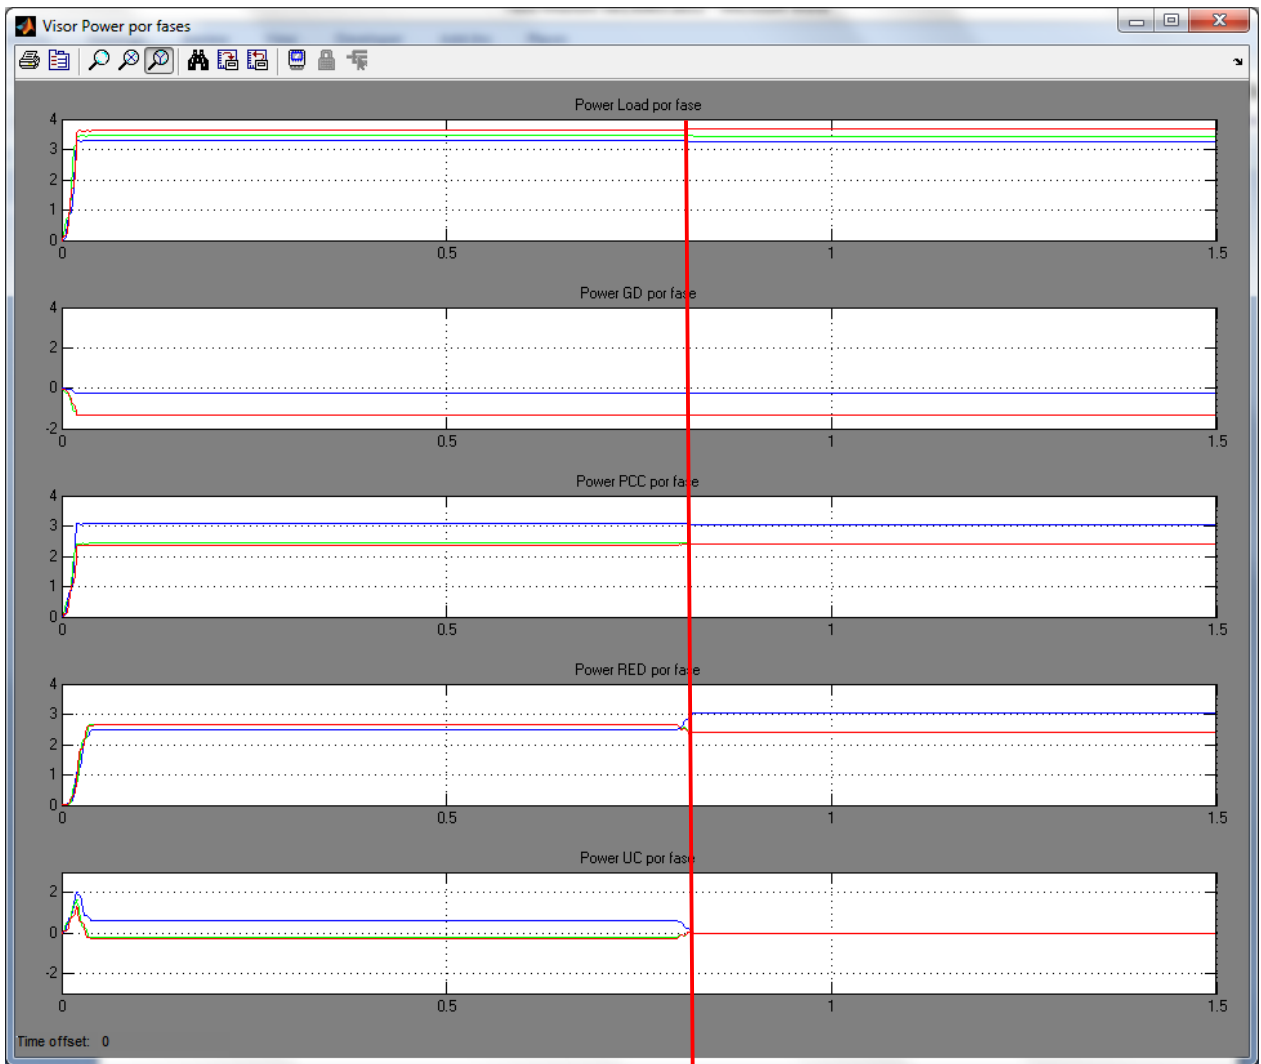 Visor Power por fases
Power Load por fase
4
3
2
1
0
0 0.5 1 1.5
Power GD por fase
4
2
0
-2
0 0.5 1 1.5
Power PCC por fase
4
3
2
1
0
0 0.5 1 1.5
Power RED por fase
4
3
2
1
0
0 0.5 1 1.5
Power UC por fase
2
0
-2
0 0.5 1 1.5
Time offset: 0